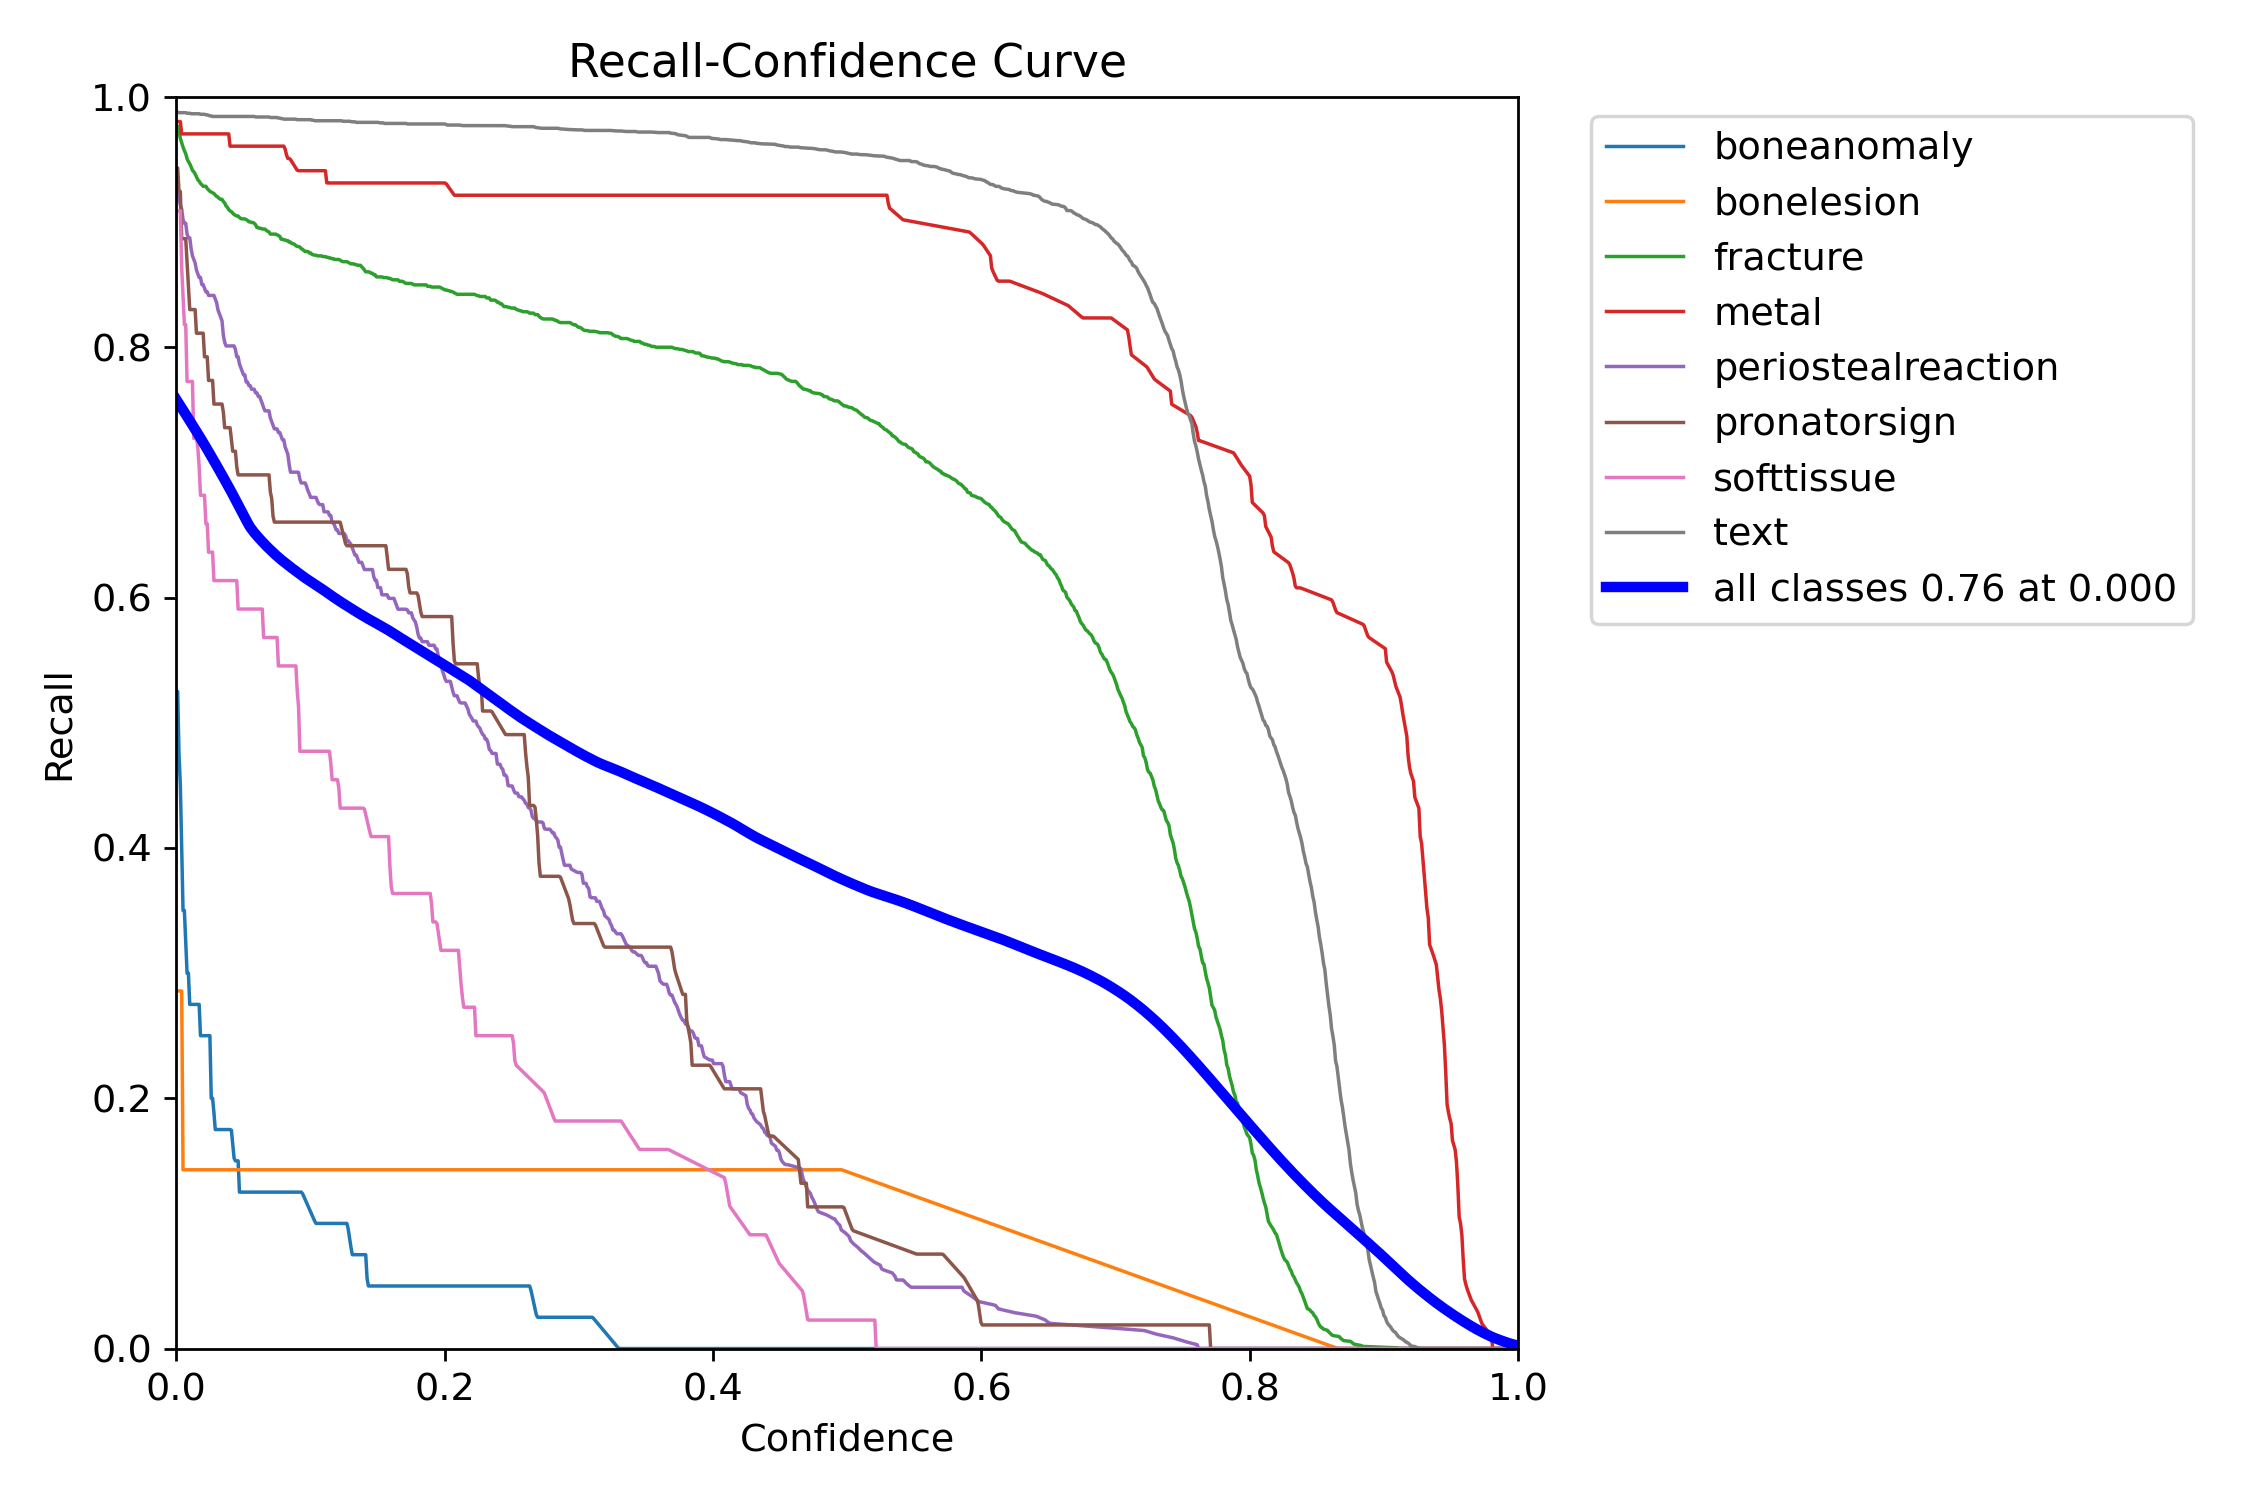 Recall-Confidence Curve
1.0
0.8
0.6
0.4
0.2
0.0
Recall
0.0 0.2 0.4 0.6 0.8 1.0
Confidence
boneanomaly
bonelesion
fracture
metal
periostealreaction
pronatorsign
softtissue
text
all classes 0.76 at 0.000